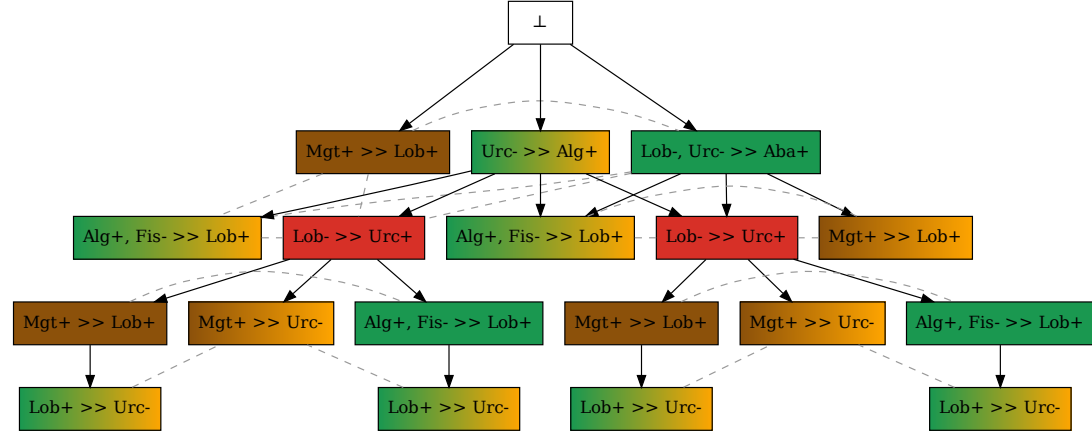 ⊥
Mgt+ >> Lob+
Urc- >> Alg+
Lob-, Urc- >> Aba+
Alg+, Fis- >> Lob+
Lob- >> Urc+
Alg+, Fis- >> Lob+
Lob- >> Urc+
Mgt+ >> Lob+
Mgt+ >> Lob+
Mgt+ >> Urc-
Alg+, Fis- >> Lob+
Mgt+ >> Lob+
Mgt+ >> Urc-
Alg+, Fis- >> Lob+
Lob+ >> Urc-
Lob+ >> Urc-
Lob+ >> Urc-
Lob+ >> Urc-